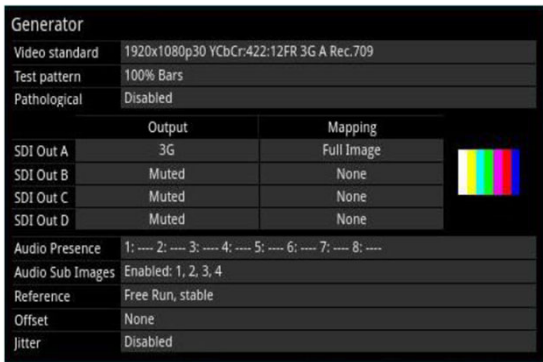 Generator
Video standard 1920x1080p30 YCbCr:422:12FR 3G A Rec.709
Test pattern 100% Bars
Pathological Disabled
Output Mapping
SDI Out A 3G Full Image
SDI Out B Muted None
SDI Out C Muted None
SDI Out D Muted None
Audio Presence 1: ---- 2: ---- 3: ---- 4: ---- 5: ---- 6: ---- 7: ---- 8: ----
Audio Sub Images Enabled: 1, 2, 3, 4
Reference Free Run, stable
Offset None
Jitter Disabled